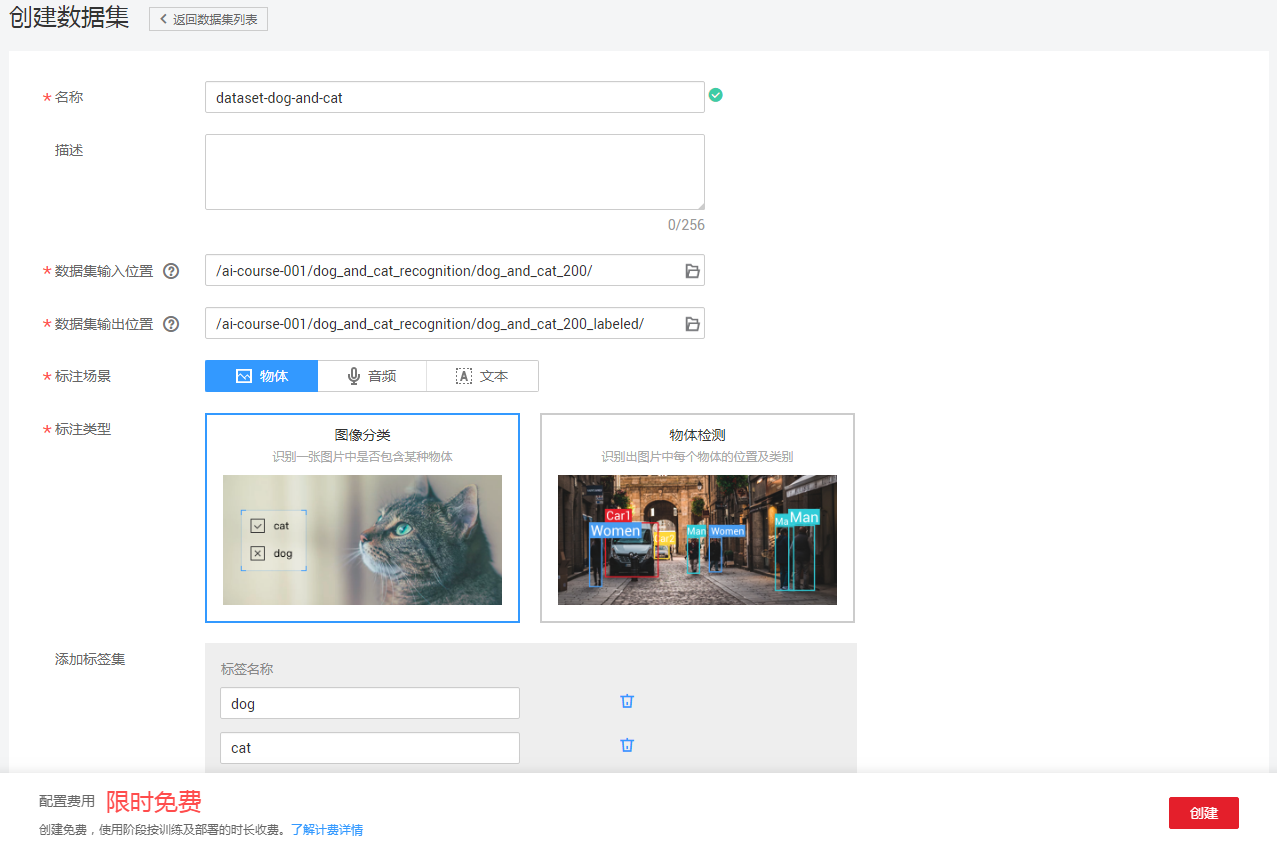 创建数据集 返回数据集列表
* 名称 dataset-dog-and-cat
描述
0/256
* 数据集输入位置 ? /ai-course-001/dog_and_cat_recognition/dog_and_cat_200/
* 数据集输出位置 ? /ai-course-001/dog_and_cat_recognition/dog_and_cat_200_labeled/
* 标注场景 物体 音频 A 文本
* 标注类型
图像分类 物体检测
识别一张图片中是否包含某种物体 识别出图片中每个物体的位置及类别
cat
dog
Car1
Women
Car2
Man
Women
Ma
Man
添加标签集 标签名称
dog
cat
配置费用 限时免费
创建免费，使用阶段按训练及部署的时长收费。了解计费详情
创建